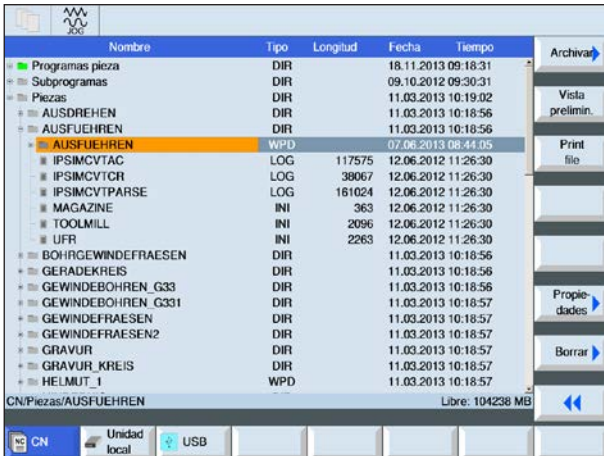 JOG
Nombre Tipo Longitud Fecha Tiempo
Programas pieza DIR 18.11.2013 09:18:31
Subprogramas DIR 09.10.2012 09:30:31
Piezas DIR 11.03.2013 10:19:02
AUSDREHEN DIR 11.03.2013 10:18:56
AUSFUEHREN DIR 11.03.2013 10:18:56
AUSFUEHREN WPD 07.06.2013 08:44:05
IPSIMCVTAC LOG 117575 12.06.2012 11:26:30
IPSIMCVTCR LOG 38067 12.06.2012 11:26:30
IPSIMCVTPARSE LOG 161024 12.06.2012 11:26:30
MAGAZINE INI 363 12.06.2012 11:26:30
TOOLMILL INI 2096 12.06.2012 11:26:30
UFR INI 2263 12.06.2012 11:26:30
BOHRGEWINDEFRAESEN DIR 11.03.2013 10:18:56
GERADEKREIS DIR 11.03.2013 10:18:56
GEWINDEBOHREN_G33 DIR 11.03.2013 10:18:56
GEWINDEBOHREN_G331 DIR 11.03.2013 10:18:57
GEWINDEFRAESEN DIR 11.03.2013 10:18:57
GEWINDEFRAESEN2 DIR 11.03.2013 10:18:57
GRAVUR DIR 11.03.2013 10:18:57
GRAVUR_KREIS DIR 11.03.2013 10:18:57
HELMUT_1 WPD 11.03.2013 10:18:57
CN/Piezas/AUSFUEHREN Libre: 104238 MB
Archivar
Vista
prelimin.
Print
file
Propie-
dades
Borrar
NC CN
Unidad
local
USB